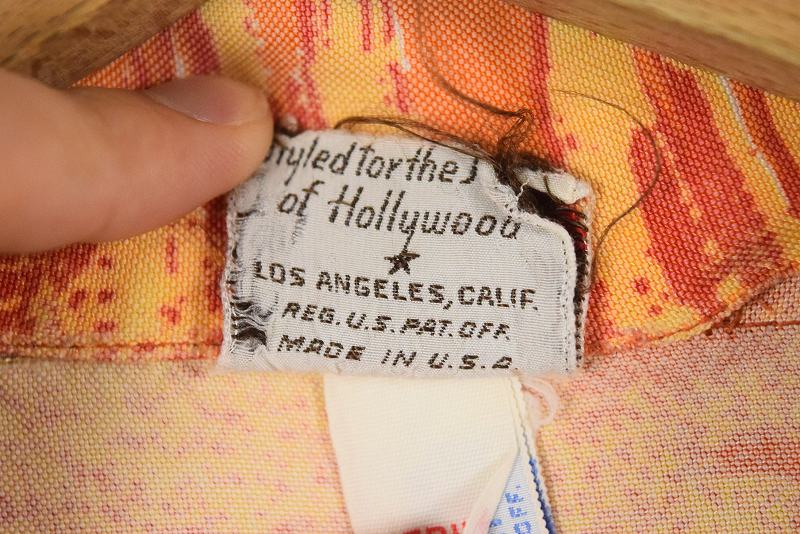 Styled for the
of Hollywood
LOS ANGELES, CALIF.
REG. U.S. PAT. OFF.
MADE IN U.S.A